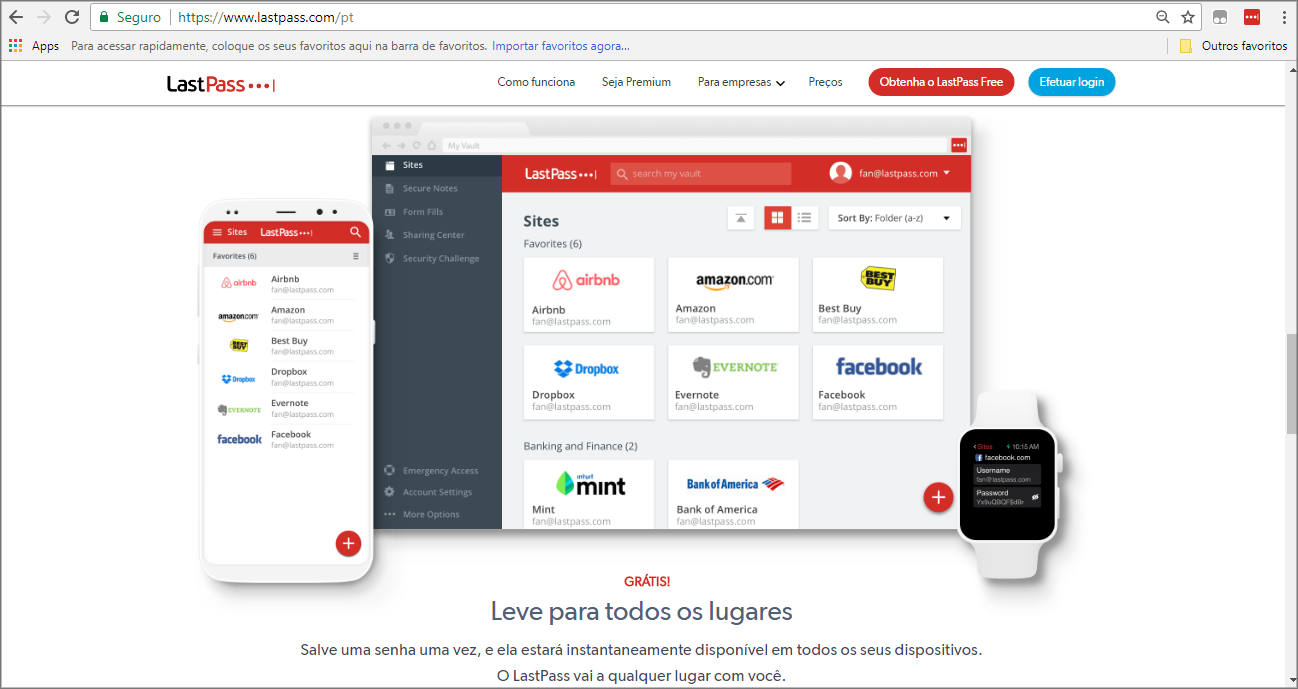 Seguro
https://www.lastpass.com/pt
Apps
Para acessar rapidamente, coloque os seus favoritos aqui na barra de favoritos.
Importar favoritos agora...
Outros favoritos
LastPass
Como funciona
Seja Premium
Para empresas
Preços
Obtenha o LastPass Free
Efetuar login
My Vault
Sites
Secure Notes
Form Fills
Sharing Center
Security Challenge
Emergency Access
Account Settings
More Options
LastPass
search my vault
fan@lastpass.com
Sites
Sort By: Folder (a-z)
Favorites (6)
airbnb
Airbnb
fan@lastpass.com
amazon.com
Amazon
fan@lastpass.com
BEST BUY
Best Buy
fan@lastpass.com
Dropbox
Dropbox
fan@lastpass.com
EVERNOTE
Evernote
fan@lastpass.com
facebook
Facebook
fan@lastpass.com
Banking and Finance (2)
intuit
mint
Mint
fan@lastpass.com
Bank of America
Bank of America
fan@lastpass.com
Sites
LastPass
Favorites (6)
airbnb
Airbnb
fan@lastpass.com
amazon.com
Amazon
fan@lastpass.com
BEST BUY
Best Buy
fan@lastpass.com
Dropbox
Dropbox
fan@lastpass.com
EVERNOTE
Evernote
fan@lastpass.com
facebook
Facebook
fan@lastpass.com
Sites
10:15 AM
facebook.com
Username
fan@lastpass.com
Password
GRÁTIS!
Leve para todos os lugares
Salve uma senha uma vez, e ela estará instantaneamente disponível em todos os seus dispositivos.
O LastPass vai a qualquer lugar com você.